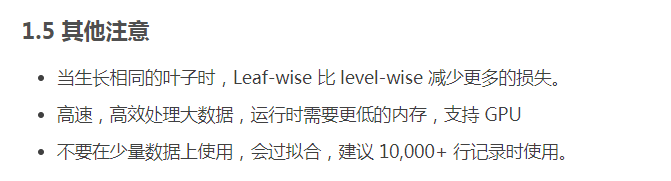 1.5 其他注意
当生长相同的叶子时，Leaf-wise 比 level-wise 减少更多的损失。
高速，高效处理大数据，运行时需要更低的内存，支持 GPU
不要在少量数据上使用，会过拟合，建议 10,000+ 行记录时使用。